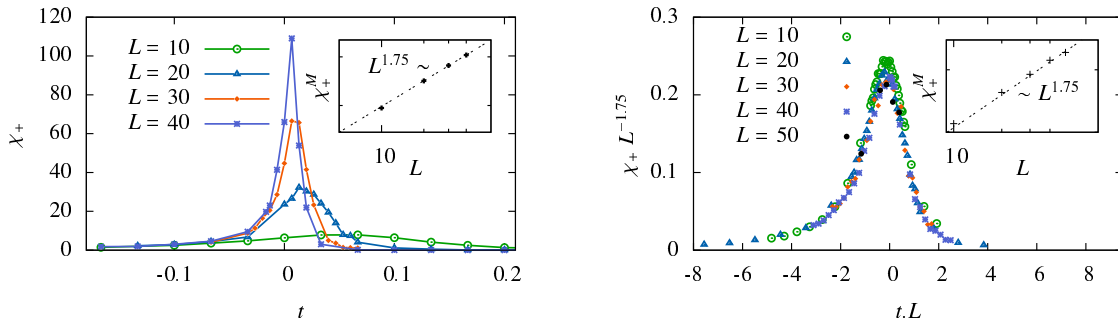 120
100
80
60
40
20
0
χ₊
L = 10
L = 20
L = 30
L = 40
L^1.75 ~
χ₊^M
10
L
-0.1
0
0.1
0.2
t
0.3
0.2
0.1
0
χ₊ L^-1.75
L = 10
L = 20
L = 30
L = 40
L = 50
χ₊^M
~ L^1.75
10
L
-8 -6 -4 -2 0 2 4 6 8
t.L